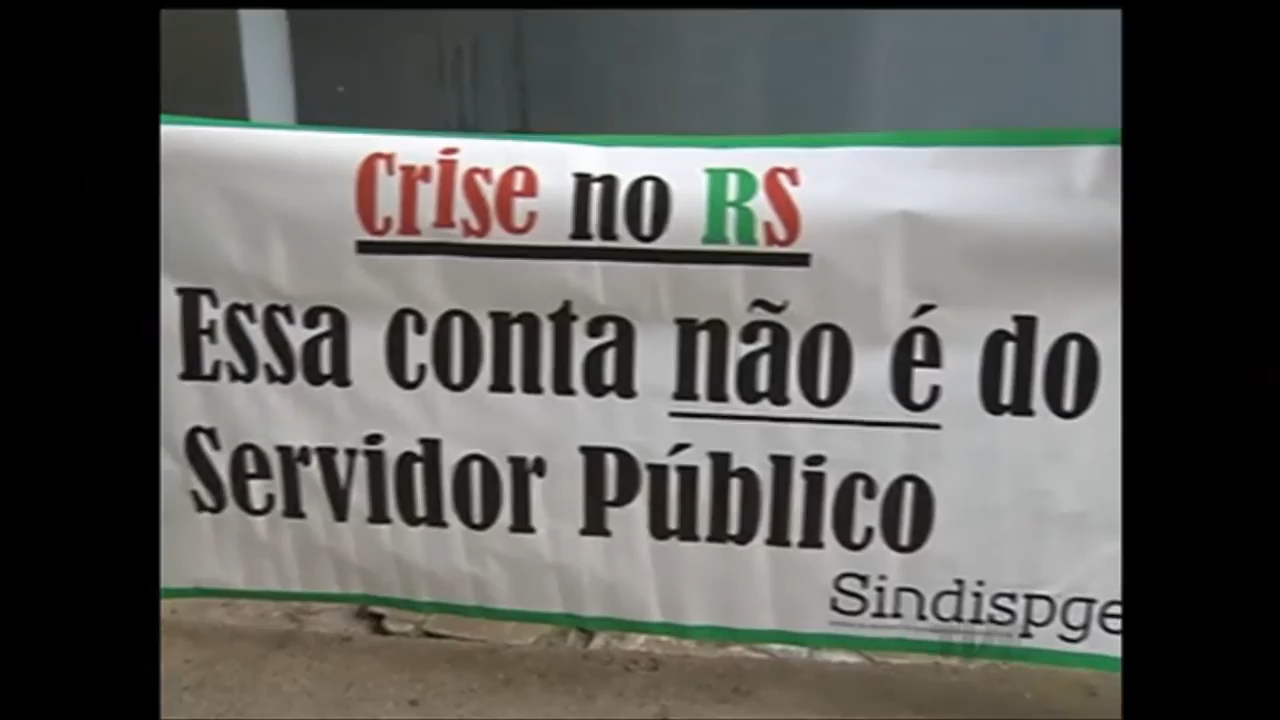 Crise no RS
Essa conta não é do
Servidor Público
Sindispge